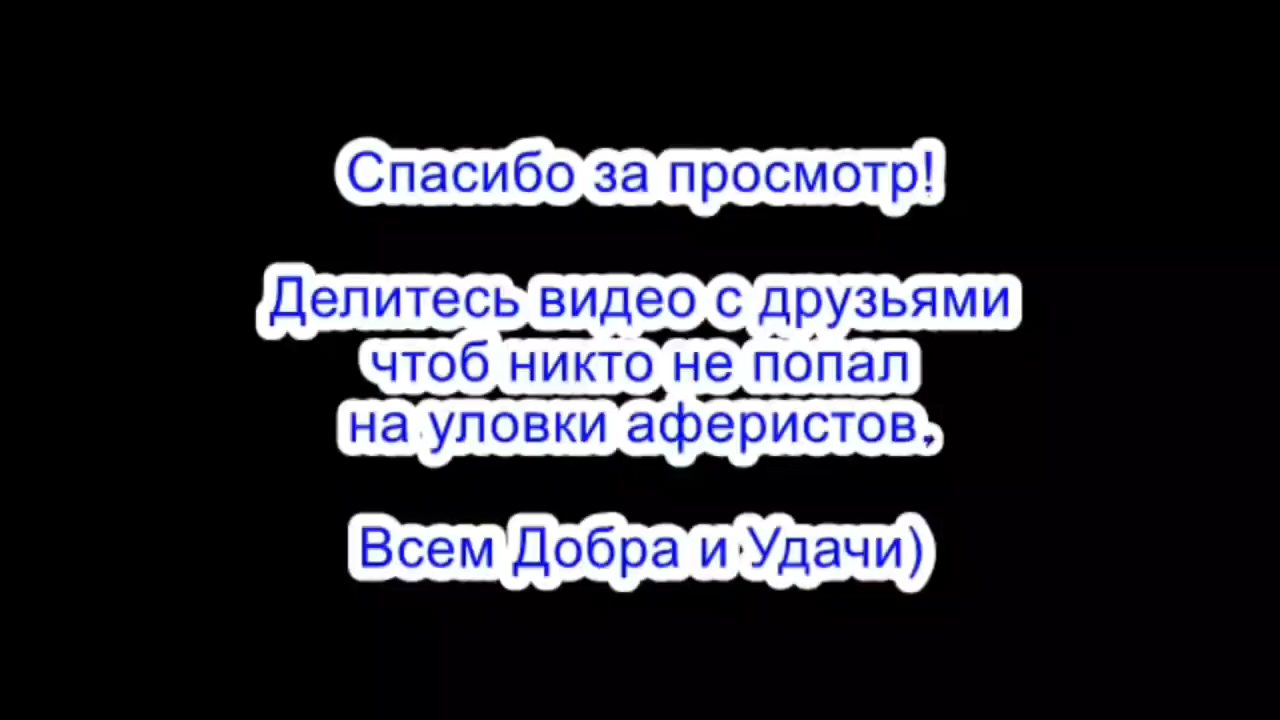 Спасибо за просмотр!
Делитесь видео с друзьями
чтоб никто не попал
на уловки аферистов.
Всем Добра и Удачи)